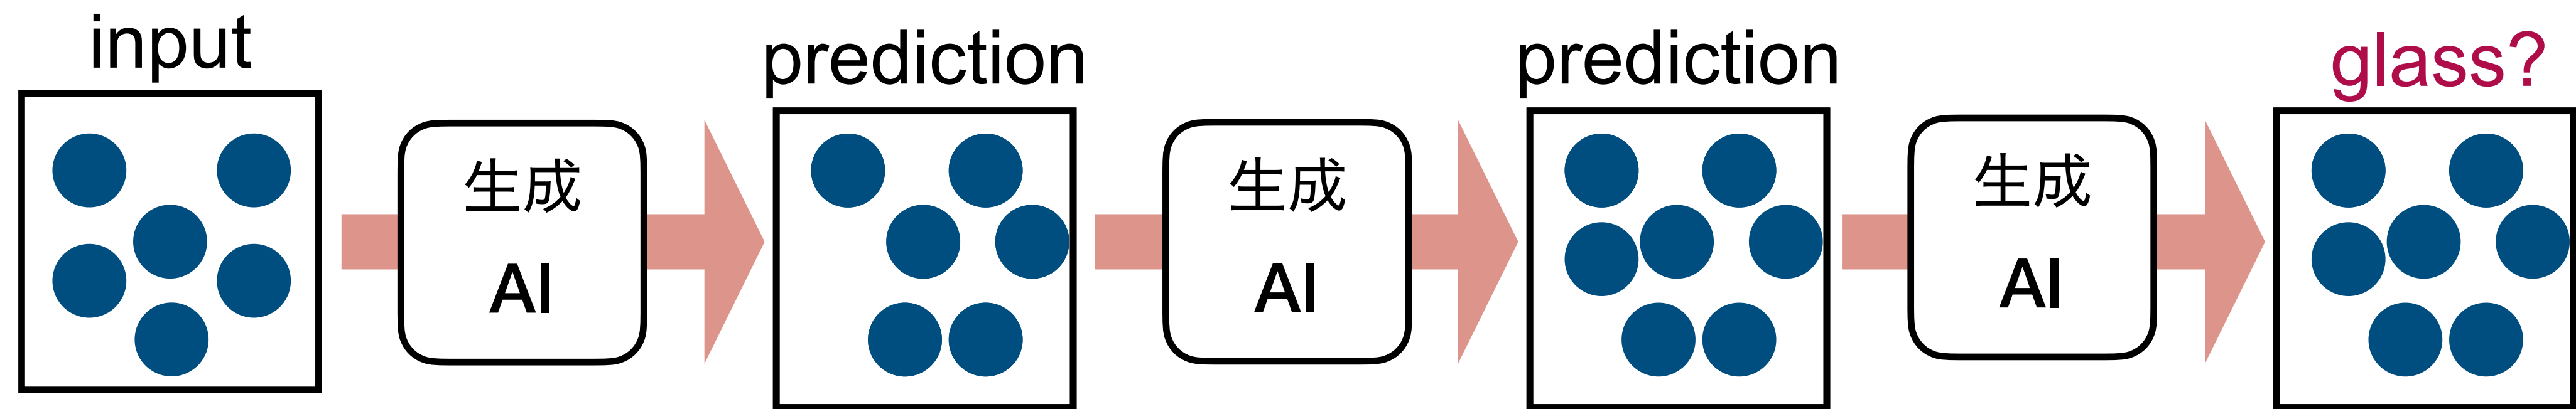 input
生成
AI
prediction
生成
AI
prediction
生成
AI
glass?